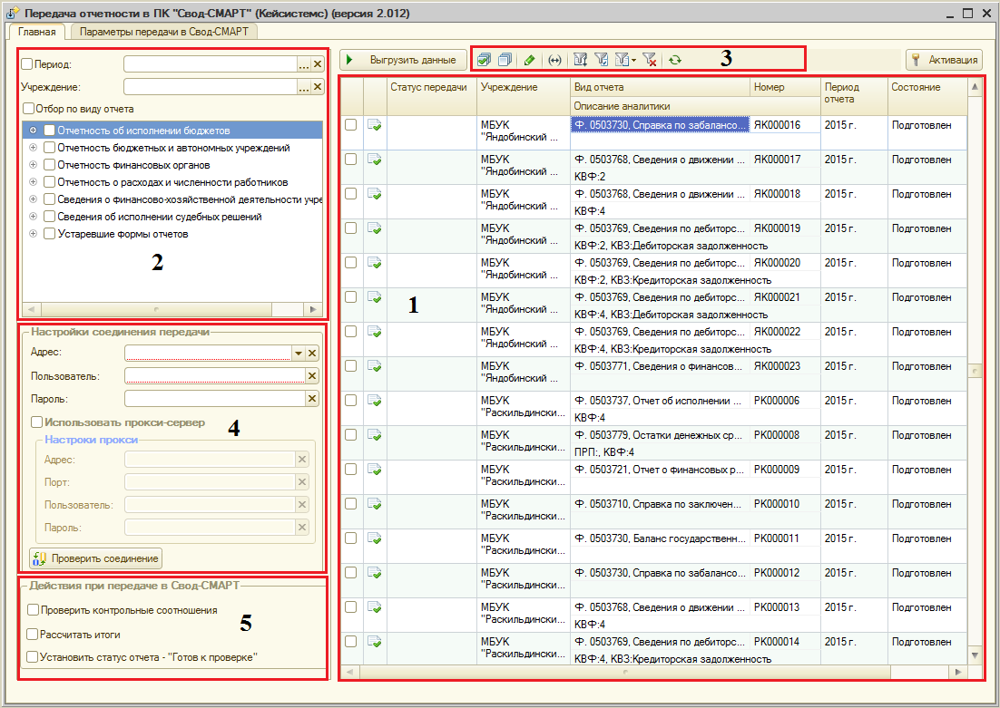 Передача отчетности в ПК "Свод-СМАРТ" (Кейсистемс) (версия 2.012)
Главная
Параметры передачи в Свод-СМАРТ
Период:
Учреждение:
Отбор по виду отчета
Отчетность об исполнении бюджетов
Отчетность бюджетных и автономных учреждений
Отчетность финансовых органов
Отчетность о расходах и численности работников
Сведения о финансово-хозяйственной деятельности учре
Сведения об исполнении судебных решений
Устаревшие формы отчетов
2
Настройки соединения передачи
Адрес:
Пользователь:
Пароль:
Использовать прокси-сервер
4
Настроки прокси
Адрес:
Порт:
Пользователь:
Пароль:
Проверить соединение
Действия при передаче в Свод-СМАРТ
Проверить контрольные соотношения
5
Рассчитать итоги
Установить статус отчета - "Готов к проверке"
Выгрузить данные
3
Активация
Статус передачи Учреждение Вид отчета Номер Период отчета Состояние
Описание аналитики
МБУК "Яндобинский ... Ф. 0503730, Справка по забалансо... ЯК000016 2015 г. Подготовлен
МБУК "Яндобинский ... Ф. 0503768, Сведения о движении ... ЯК000017 2015 г. Подготовлен
КВФ:2
МБУК "Яндобинский ... Ф. 0503768, Сведения о движении ... ЯК000018 2015 г. Подготовлен
КВФ:4
МБУК "Яндобинский ... Ф. 0503769, Сведения по дебиторс... ЯК000019 2015 г. Подготовлен
КВФ:2, КВЗ:Дебиторская задолженность
МБУК "Яндобинский ... Ф. 0503769, Сведения по дебиторс... ЯК000020 2015 г. Подготовлен
КВФ:2, КВЗ:Кредиторская задолженность
1
МБУК "Яндобинский ... Ф. 0503769, Сведения по дебиторс... ЯК000021 2015 г. Подготовлен
КВФ:4, КВЗ:Дебиторская задолженность
МБУК "Яндобинский ... Ф. 0503769, Сведения по дебиторс... ЯК000022 2015 г. Подготовлен
КВФ:4, КВЗ:Кредиторская задолженность
МБУК "Яндобинский ... Ф. 0503771, Сведения о финансов... ЯК000023 2015 г. Подготовлен
МБУК "Раскильдински... Ф. 0503737, Отчет об исполнении ... РК000006 2015 г. Подготовлен
КВФ:4
МБУК "Раскильдински... Ф. 0503779, Остатки денежных ср... РК000008 2015 г. Подготовлен
ПРП:, КВФ:4
МБУК "Раскильдински... Ф. 0503721, Отчет о финансовых р... РК000009 2015 г. Подготовлен
МБУК "Раскильдински... Ф. 0503710, Справка по заключен... РК000010 2015 г. Подготовлен
МБУК "Раскильдински... Ф. 0503730, Баланс государственн... РК000011 2015 г. Подготовлен
МБУК "Раскильдински... Ф. 0503730, Справка по забалансо... РК000012 2015 г. Подготовлен
МБУК "Раскильдински... Ф. 0503768, Сведения о движении ... РК000013 2015 г. Подготовлен
КВФ:4
МБУК "Раскильдински... Ф. 0503769, Сведения по дебиторс... РК000014 2015 г. Подготовлен
КВФ:4, КВЗ:Кредиторская задолженность